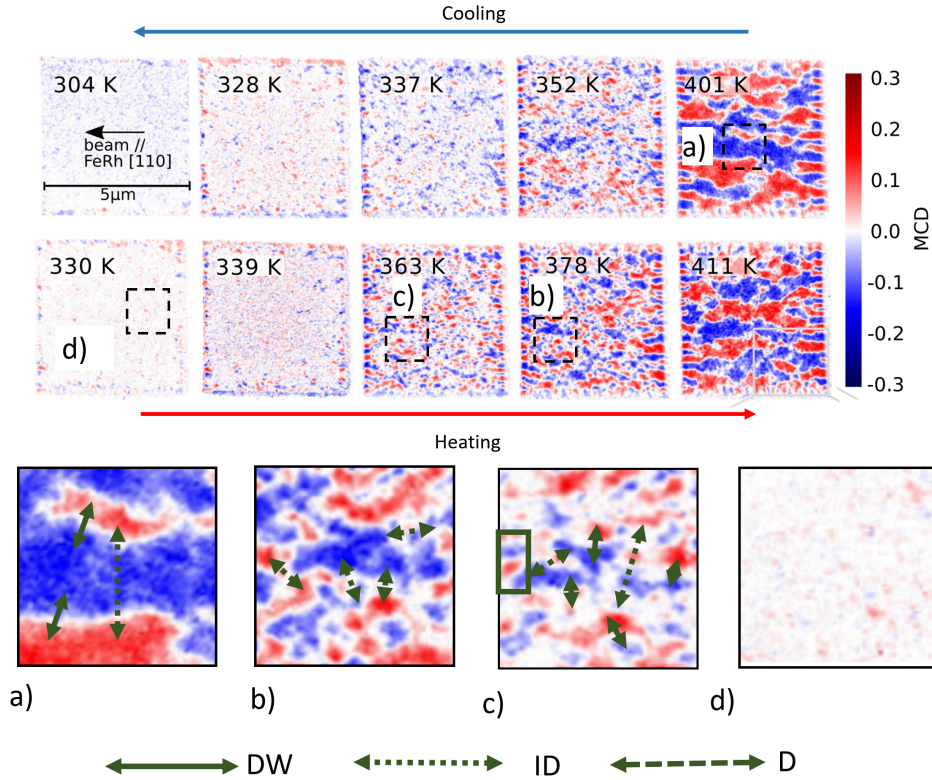 Cooling
304 K
328 K
337 K
352 K
401 K
beam //
FeRh [110]
5μm
a)
0.3
0.2
0.1
0.0
-0.1
-0.2
-0.3
MCD
330 K
339 K
363 K
378 K
411 K
c)
b)
d)
Heating
a)
b)
c)
d)
DW
ID
D